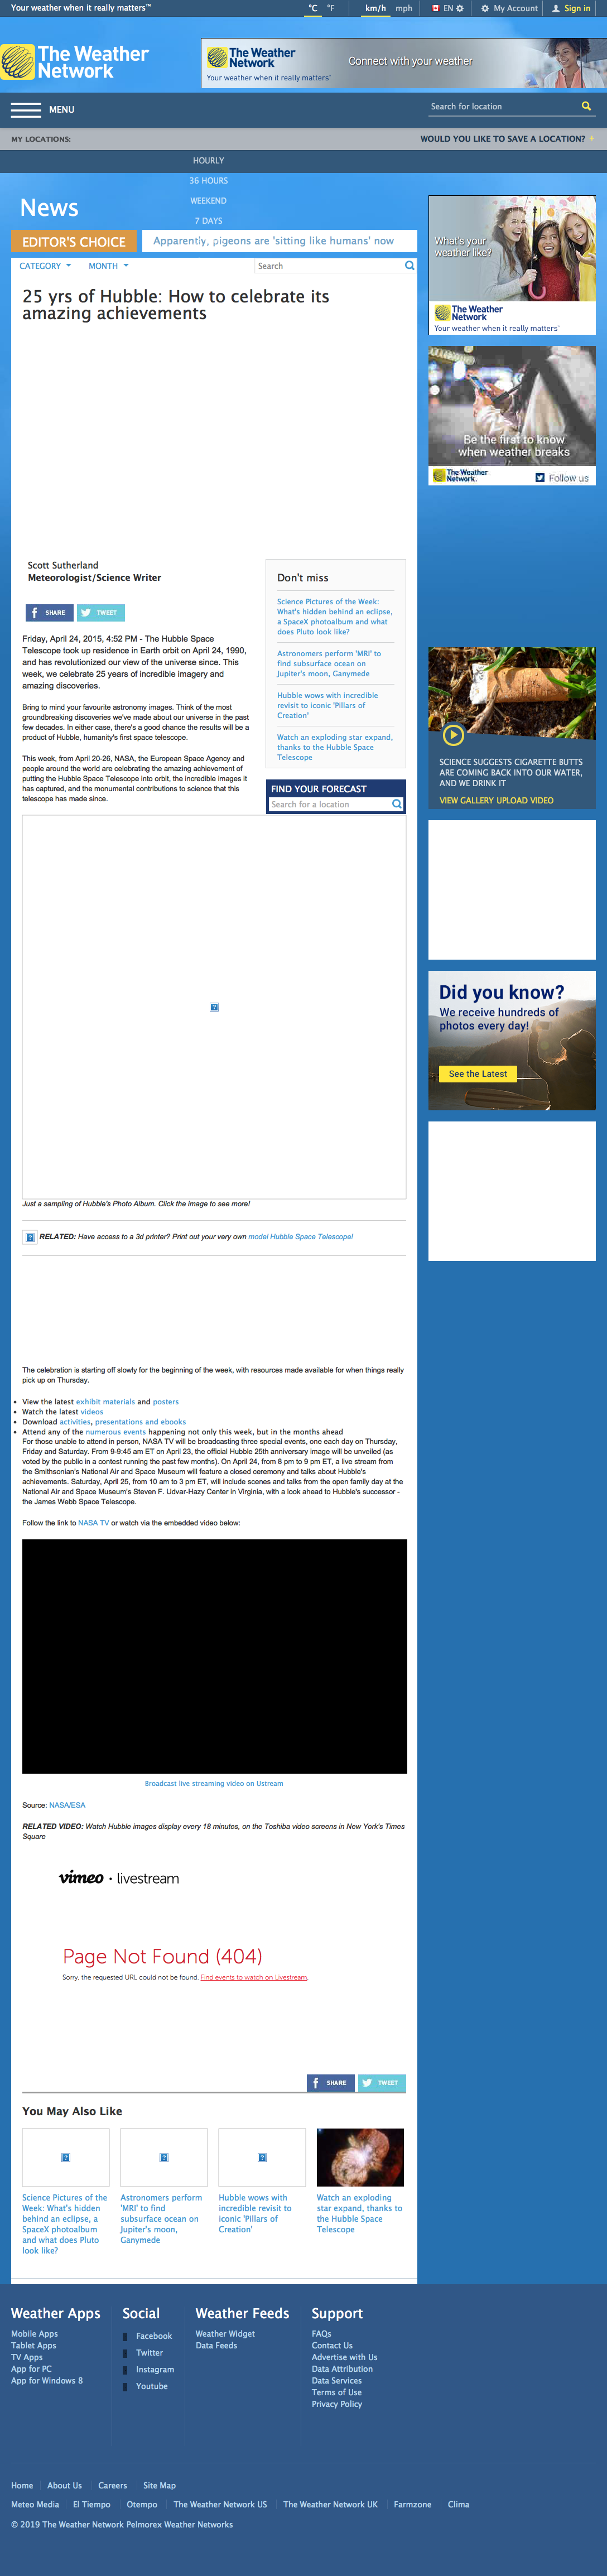 Your weather when it really matters™
°C °F km/h mph EN My Account Sign in
The Weather
Network
The Weather
Network
Your weather when it really matters™
Connect with your weather
MENU
Search for location
MY LOCATIONS:
WOULD YOU LIKE TO SAVE A LOCATION? +
HOURLY
36 HOURS
WEEKEND
7 DAYS
News
EDITOR'S CHOICE
Apparently, pigeons are 'sitting like humans' now
CATEGORY MONTH
Search
25 yrs of Hubble: How to celebrate its
amazing achievements
Scott Sutherland
Meteorologist/Science Writer
SHARE TWEET
Friday, April 24, 2015, 4:52 PM - The Hubble Space
Telescope took up residence in Earth orbit on April 24, 1990,
and has revolutionized our view of the universe since. This
week, we celebrate 25 years of incredible imagery and
amazing discoveries.
Bring to mind your favourite astronomy images. Think of the most
groundbreaking discoveries we've made about our universe in the past
few decades. In either case, there's a good chance the results will be a
product of Hubble, humanity's first space telescope.
This week, from April 20-26, NASA, the European Space Agency and
people around the world are celebrating the amazing achievement of
putting the Hubble Space Telescope into orbit, the incredible images it
has captured, and the monumental contributions to science that this
telescope has made since.
Don't miss
Science Pictures of the Week:
What's hidden behind an eclipse,
a SpaceX photoalbum and what
does Pluto look like?
Astronomers perform 'MRI' to
find subsurface ocean on
Jupiter's moon, Ganymede
Hubble wows with incredible
revisit to iconic 'Pillars of
Creation'
Watch an exploding star expand,
thanks to the Hubble Space
Telescope
FIND YOUR FORECAST
Search for a location
Just a sampling of Hubble's Photo Album. Click the image to see more!
RELATED: Have access to a 3d printer? Print out your very own model Hubble Space Telescope!
The celebration is starting off slowly for the beginning of the week, with resources made available for when things really
pick up on Thursday.
View the latest exhibit materials and posters
Watch the latest videos
Download activities, presentations and ebooks
Attend any of the numerous events happening not only this week, but in the months ahead
For those unable to attend in person, NASA TV will be broadcasting three special events, one each day on Thursday,
Friday and Saturday. From 9-9:45 am ET on April 23, the official Hubble 25th anniversary image will be unveiled (as
voted by the public in a contest running the past few months). On April 24, from 8 pm to 9 pm ET, a live stream from
the Smithsonian's National Air and Space Museum will feature a closed ceremony and talks about Hubble's
achievements. Saturday, April 25, from 10 am to 3 pm ET, will include scenes and talks from the open family day at the
National Air and Space Museum's Steven F. Udvar-Hazy Center in Virginia, with a look ahead to Hubble's successor -
the James Webb Space Telescope.
Follow the link to NASA TV or watch via the embedded video below:
Broadcast live streaming video on Ustream
Source: NASA/ESA
RELATED VIDEO: Watch Hubble images display every 18 minutes, on the Toshiba video screens in New York's Times
Square
vimeo · livestream
Page Not Found (404)
Sorry, the requested URL could not be found. Find events to watch on Livestream.
SHARE TWEET
You May Also Like
Science Pictures of the
Week: What's hidden
behind an eclipse, a
SpaceX photoalbum
and what does Pluto
look like?
Astronomers perform
'MRI' to find
subsurface ocean on
Jupiter's moon,
Ganymede
Hubble wows with
incredible revisit to
iconic 'Pillars of
Creation'
Watch an exploding
star expand, thanks to
the Hubble Space
Telescope
What's your
weather like?
The Weather
Network
Your weather when it really matters™
Be the first to know
when weather breaks
The Weather
Network.
Follow us
SCIENCE SUGGESTS CIGARETTE BUTTS
ARE COMING BACK INTO OUR WATER,
AND WE DRINK IT
VIEW GALLERY UPLOAD VIDEO
Did you know?
We receive hundreds of
photos every day!
See the Latest
Weather Apps
Mobile Apps
Tablet Apps
TV Apps
App for PC
App for Windows 8
Social
Facebook
Twitter
Instagram
Youtube
Weather Feeds
Weather Widget
Data Feeds
Support
FAQs
Contact Us
Advertise with Us
Data Attribution
Data Services
Terms of Use
Privacy Policy
Home About Us Careers Site Map
Meteo Media El Tiempo Otempo The Weather Network US The Weather Network UK Farmzone Clima
© 2019 The Weather Network Pelmorex Weather Networks